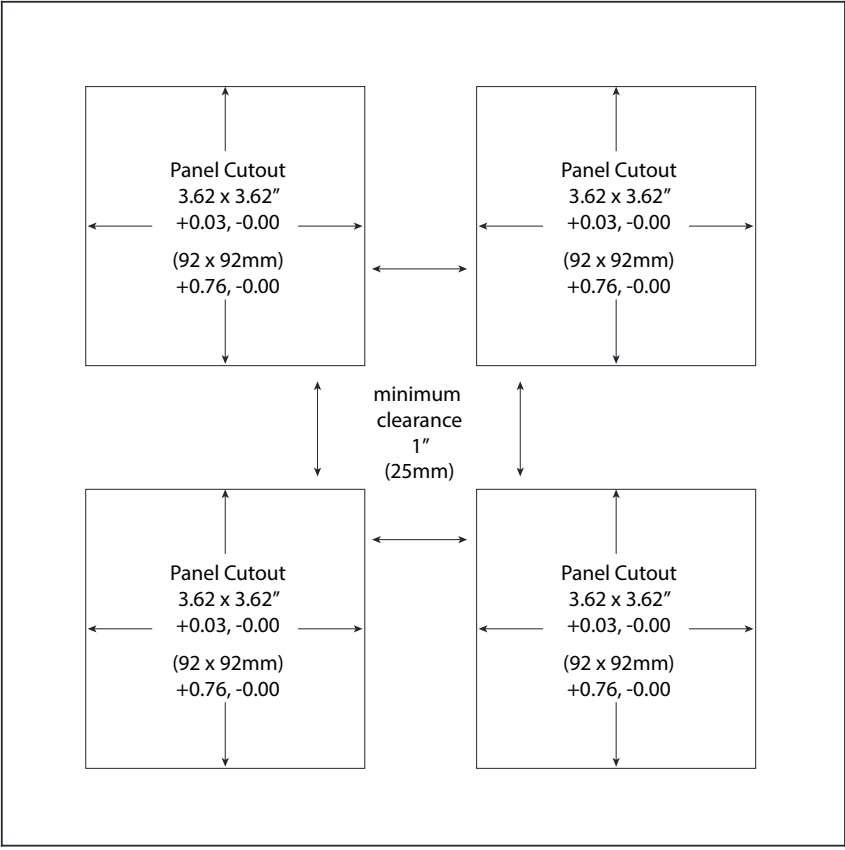 Panel Cutout
3.62 x 3.62”
+0.03, -0.00
(92 x 92mm)
+0.76, -0.00
Panel Cutout
3.62 x 3.62”
+0.03, -0.00
(92 x 92mm)
+0.76, -0.00
minimum
clearance
1”
(25mm)
Panel Cutout
3.62 x 3.62”
+0.03, -0.00
(92 x 92mm)
+0.76, -0.00
Panel Cutout
3.62 x 3.62”
+0.03, -0.00
(92 x 92mm)
+0.76, -0.00